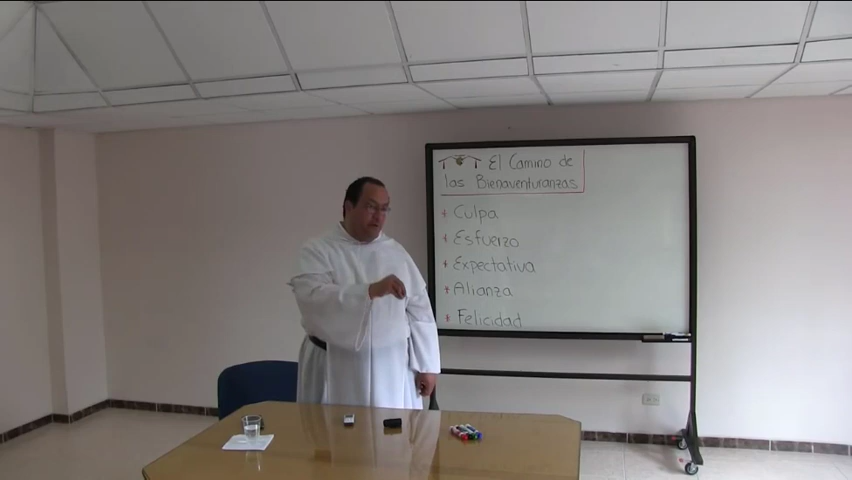 El Camino de
las Bienaventuranzas
* Culpa
* Esfuerzo
* Expectativa
* Alianza
* Felicidad